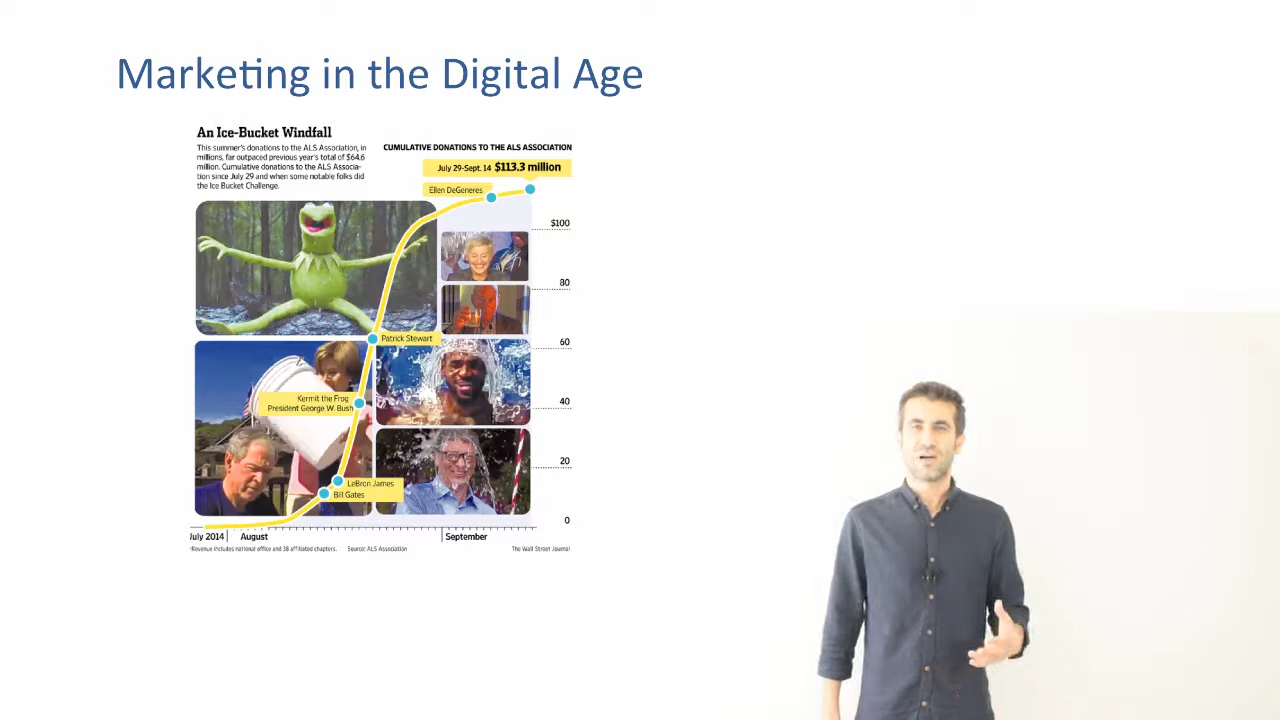 Marketing in the Digital Age
An Ice-Bucket Windfall
This summer's donations to the ALS Association, in
millions, far outpaced previous year's total of $64.6
million. Cumulative donations to the ALS Associa-
tion since July 29 and when some notable folks did
the Ice Bucket Challenge.
CUMULATIVE DONATIONS TO THE ALS ASSOCIATION
July 29-Sept. 14 $113.3 million
Ellen DeGeneres
$100
80
Patrick Stewart
60
Kermit the Frog
President George W. Bush
40
LeBron James
Bill Gates
20
0
July 2014
August
September
Revenue includes national office and 38 affiliated chapters.
Source: ALS Association
The Wall Street Journal